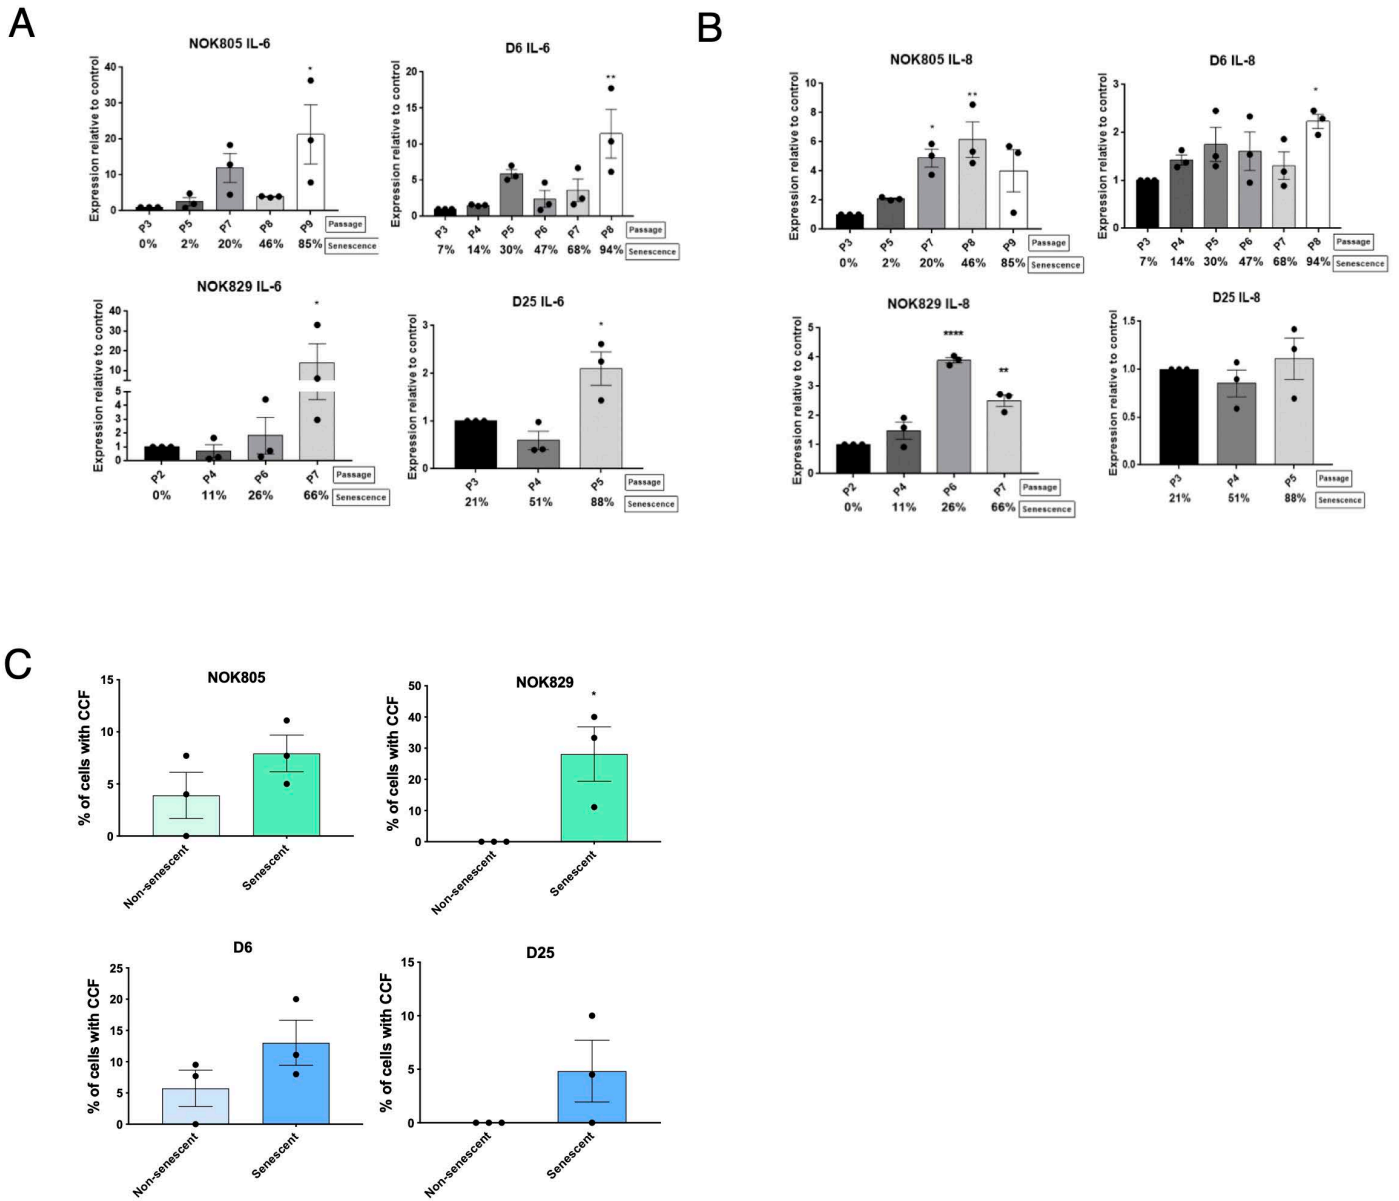 A
NOK805 IL-6
Expression relative to control
40
30
20
10
0
*
P3 P5 P7 P8 P9 Passage
0% 2% 20% 46% 85% Senescence
D6 IL-6
Expression relative to control
20
15
10
5
0
**
P3 P4 P5 P6 P7 P8 Passage
7% 14% 30% 47% 68% 94% Senescence
NOK829 IL-6
Expression relative to control
40
30
20
10
5
4
3
2
1
0
*
P2 P4 P6 P7 Passage
0% 11% 26% 66% Senescence
D25 IL-6
Expression relative to control
3
2
1
0
*
P3 P4 P5 Passage
21% 51% 88% Senescence
B
NOK805 IL-8
Expression relative to control
10
8
6
4
2
0
* **
P3 P5 P7 P8 P9 Passage
0% 2% 20% 46% 85% Senescence
D6 IL-8
Expression relative to control
3
2
1
0
*
P3 P4 P5 P6 P7 P8 Passage
7% 14% 30% 47% 68% 94% Senescence
NOK829 IL-8
Expression relative to control
5
4
3
2
1
0
**** **
P2 P4 P6 P7 Passage
0% 11% 26% 66% Senescence
D25 IL-8
Expression relative to control
1.5
1.0
0.5
0.0
P3 P4 P5 Passage
21% 51% 88% Senescence
C
NOK805
% of cells with CCF
15
10
5
0
Non-senescent Senescent
NOK829
% of cells with CCF
50
40
30
20
10
0
*
Non-senescent Senescent
D6
% of cells with CCF
25
20
15
10
5
0
Non-senescent Senescent
D25
% of cells with CCF
15
10
5
0
Non-senescent Senescent